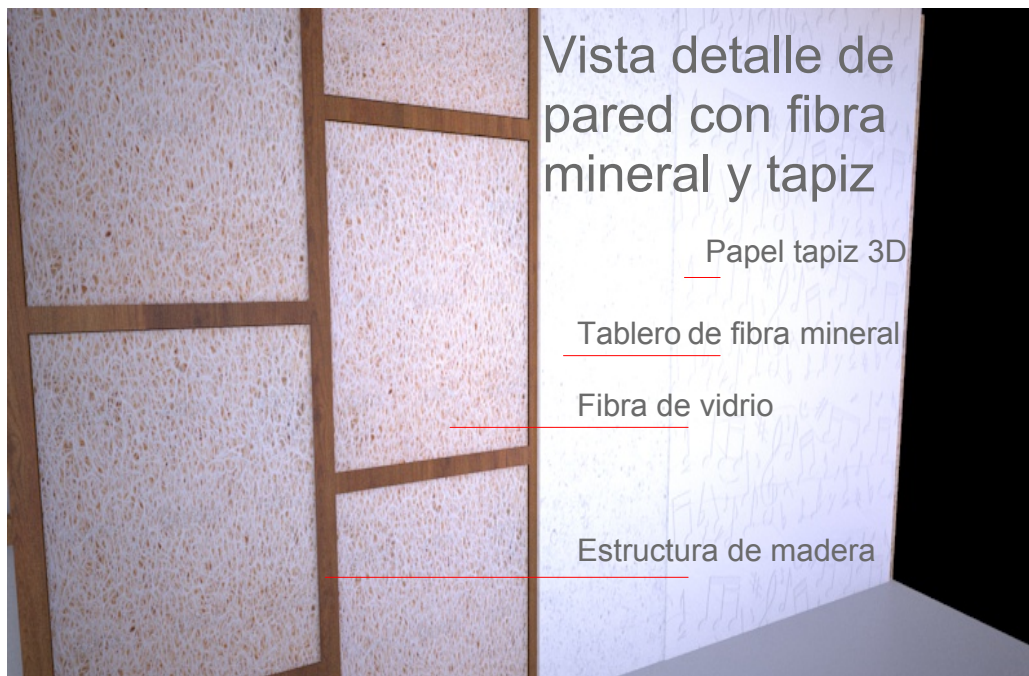 Vista detalle de
pared con fibra
mineral y tapiz
Papel tapiz 3D
Tablero de fibra mineral
Fibra de vidrio
Estructura de madera